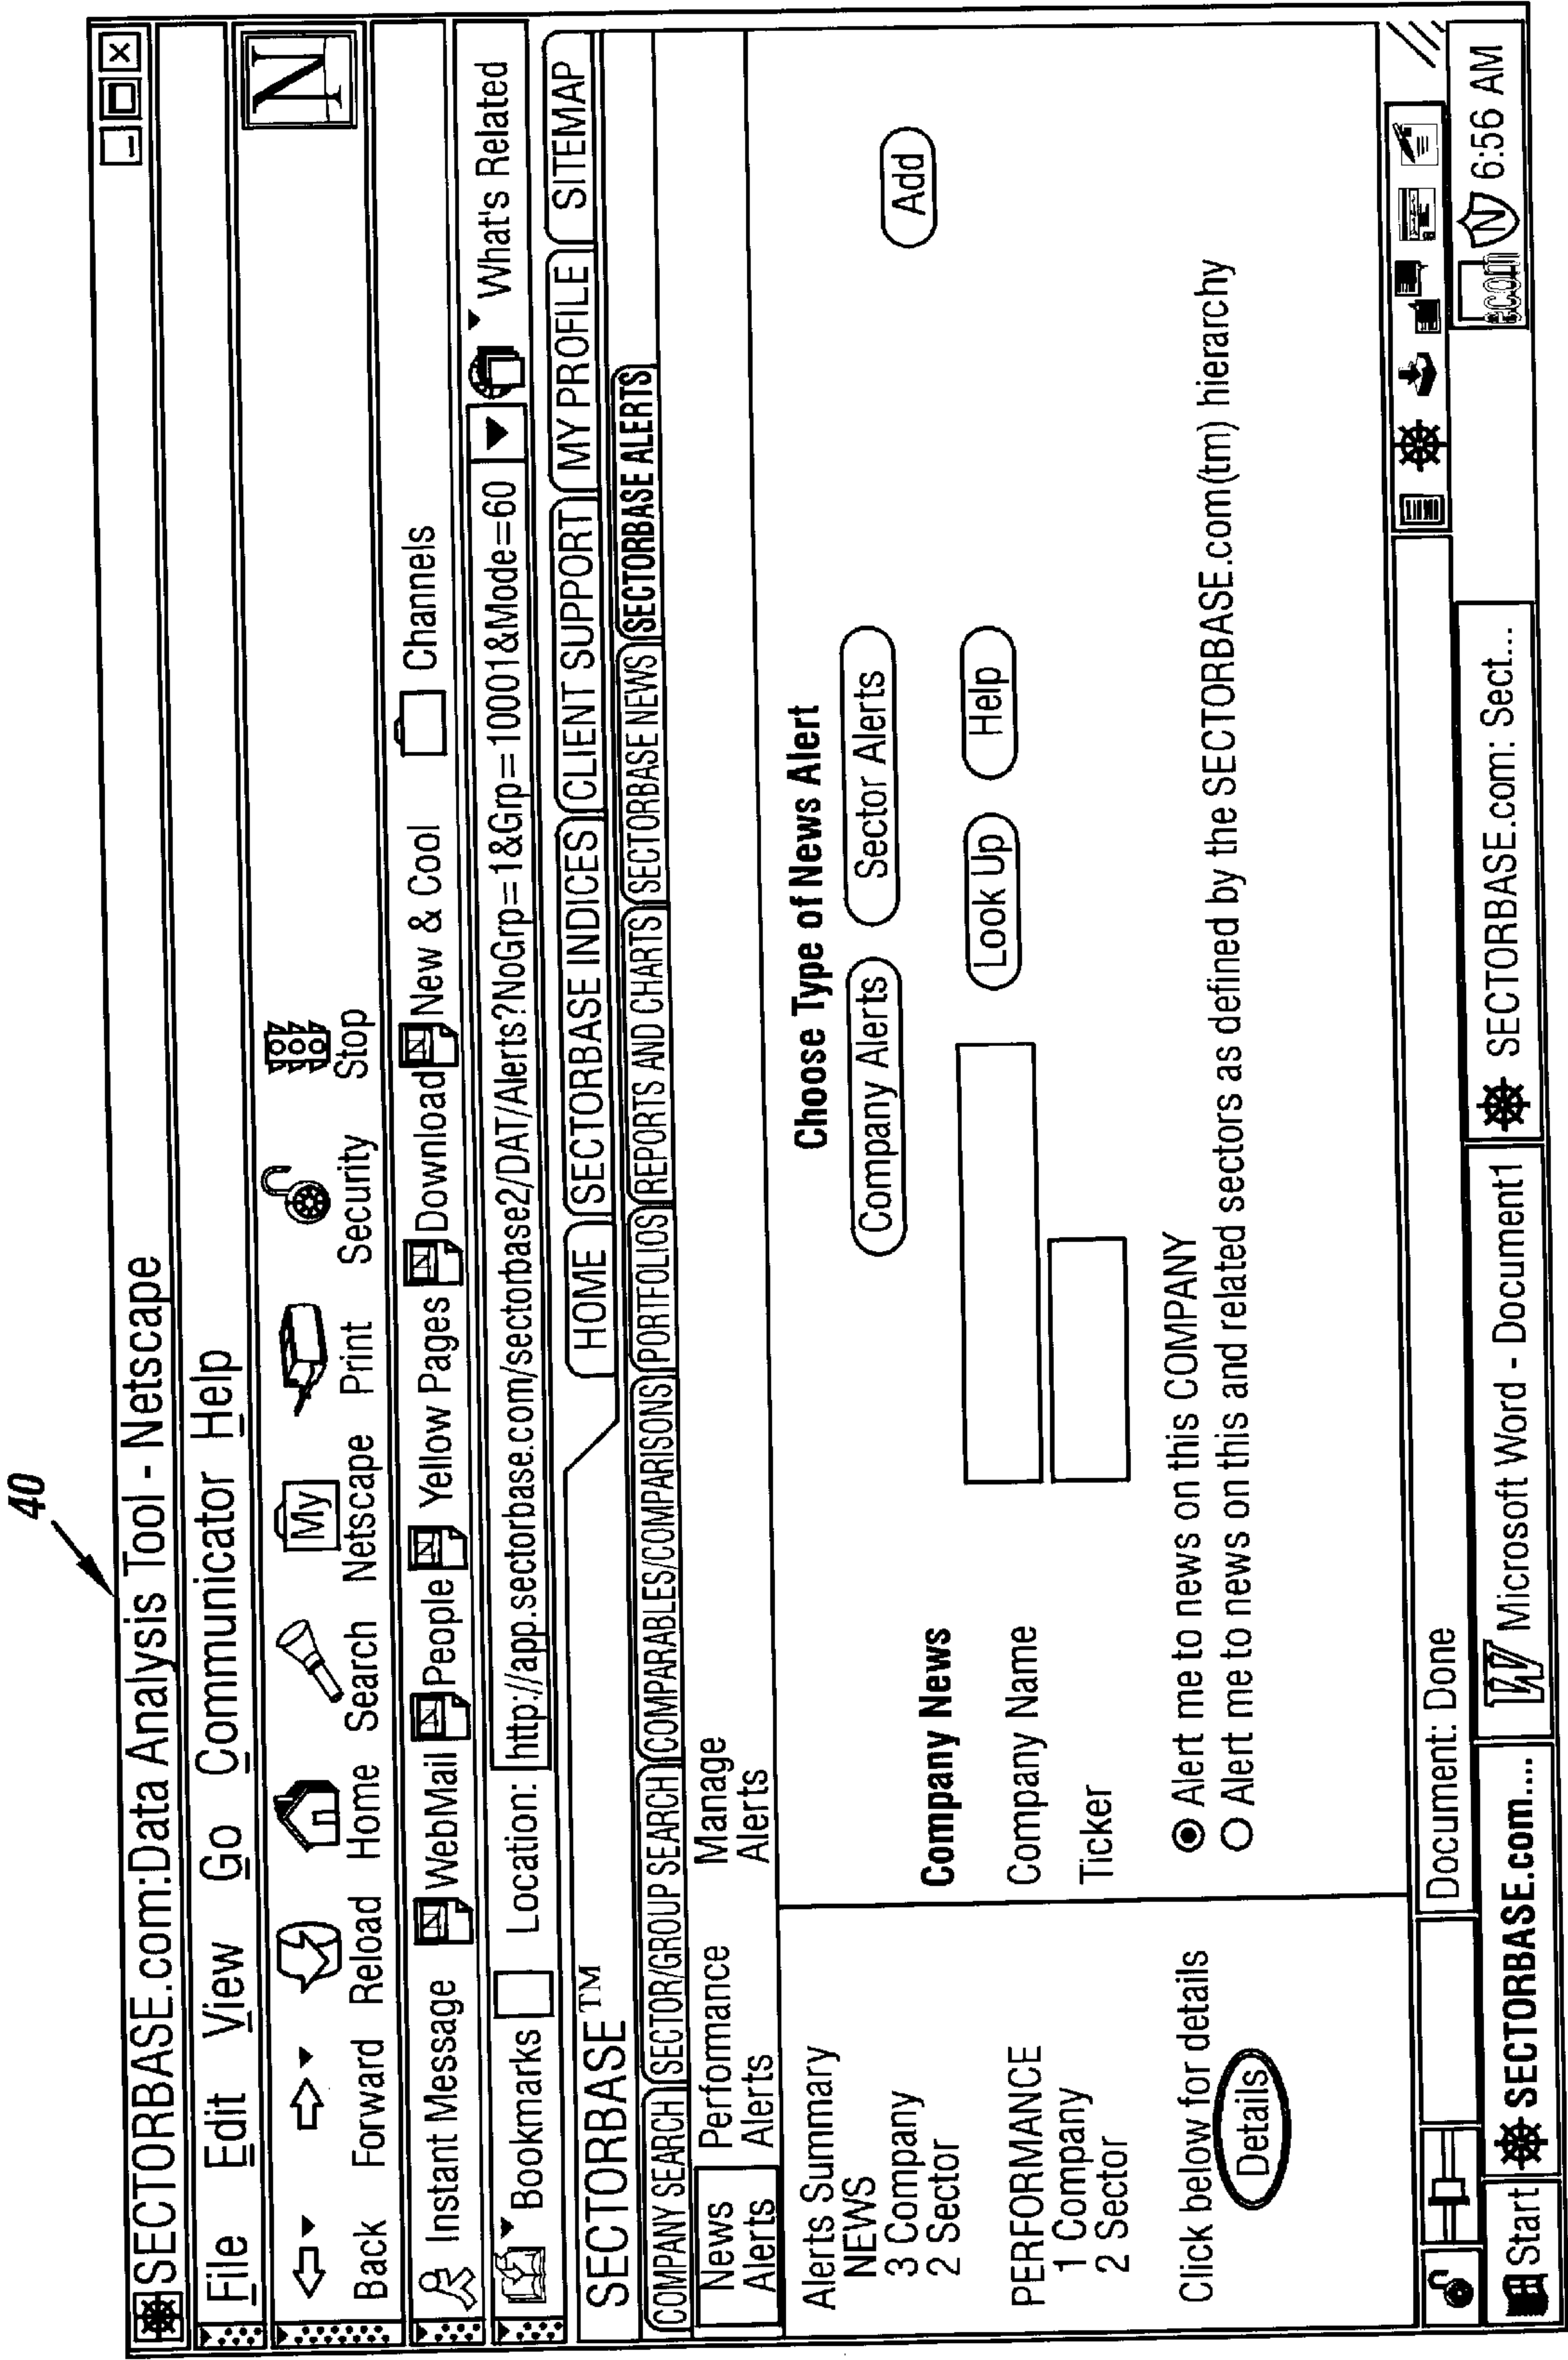 40
SECTORBASE.com:Data Analysis Tool - Netscape
File Edit View Go Communicator Help
Back Forward Reload Home Search Netscape Print Security Stop
My
N
Instant Message WebMail People Yellow Pages Download New & Cool Channels
Bookmarks Location: http://app.sectorbase.com/sectorbase2/DAT/Alerts?NoGrp=1&Grp=10001&Mode=60 What's Related
SECTORBASE™ HOME SECTORBASE INDICES CLIENT SUPPORT MY PROFILE SITEMAP
COMPANY SEARCH SECTOR/GROUP SEARCH COMPARABLES/COMPARISONS PORTFOLIOS REPORTS AND CHARTS SECTORBASE NEWS SECTORBASE ALERTS
News Alerts Performance Alerts Manage Alerts
Alerts Summary
NEWS
3 Company
2 Sector
PERFORMANCE
1 Company
2 Sector
Click below for details
Details
Choose Type of News Alert
Company Alerts Sector Alerts Add
Company News
Look Up Help
Company Name
Ticker
Alert me to news on this COMPANY
Alert me to news on this and related sectors as defined by the SECTORBASE.com(tm) hierarchy
Document: Done
Start SECTORBASE.com.... W Microsoft Word - Document1 SECTORBASE.com: Sect... ecom N 6:56 AM